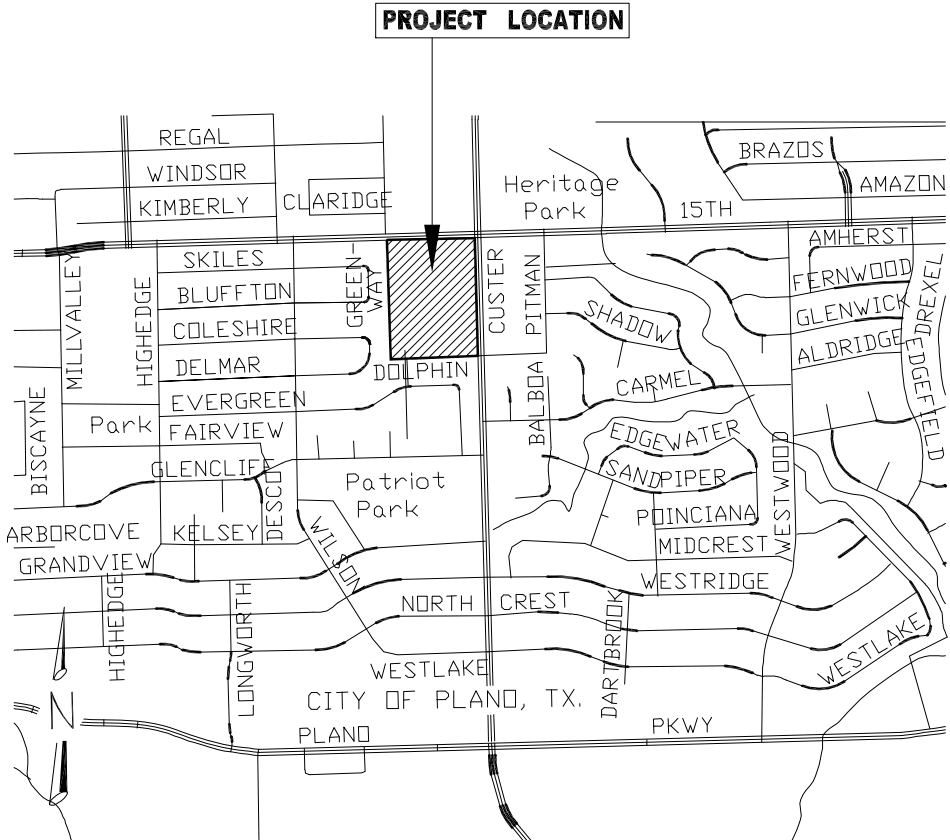 PROJECT LOCATION
REGAL
BRAZOS
WINDSOR
AMAZON
Heritage
Park
KIMBERLY
CLARIDGE
15TH
AMHERST
SKILES
GREEN-
WAY
CUSTER
PITMAN
FERNWOOD
DREXEL
MILLVALLEY
HIGHEDGE
BLUFFTON
GLENWICK
SHADOW
COLESHIRE
ALDRIDGE
DELMAR
DOLPHIN
CARMEL
EDGEFIELD
BALBOA
EVERGREEN
Park
FAIRVIEW
EDGEWATER
BISCAYNE
GLENCLIFF
DESCO
Patriot
Park
SANDPIPER
WESTWOOD
POINCIANA
ARBORCOVE
KELSEY
WILSON
MIDCREST
GRANDVIEW
WESTRIDGE
HIGHEDGE
LONGWORTH
NORTH CREST
DARTBROOK
WESTLAKE
WESTLAKE
N
CITY OF PLANO, TX.
PLANO
PKWY